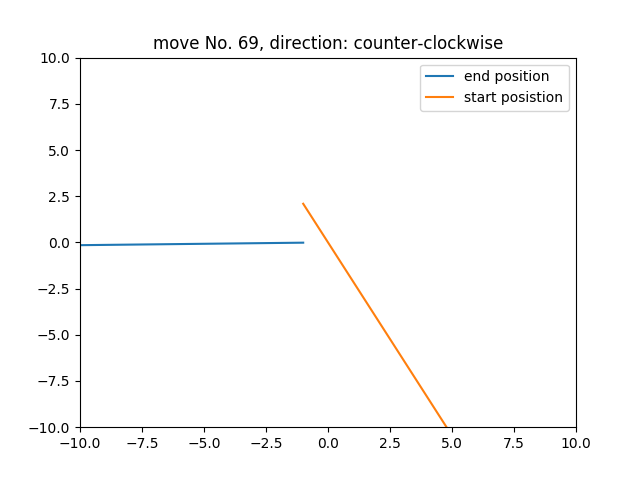 move No. 69, direction: counter-clockwise
10.0
7.5
5.0
2.5
0.0
−2.5
−5.0
−7.5
−10.0
−10.0 −7.5 −5.0 −2.5 0.0 2.5 5.0 7.5 10.0
end position
start posistion